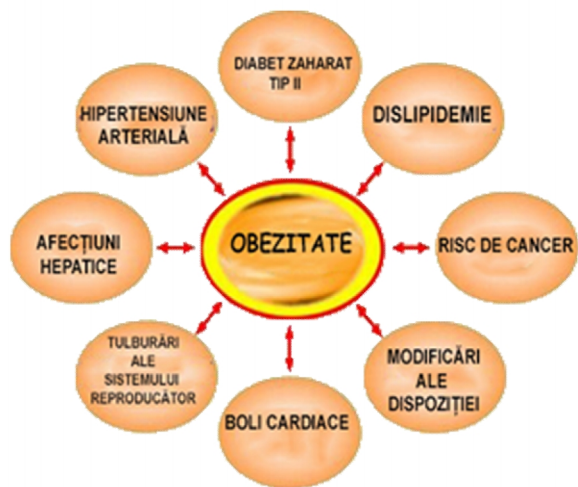 DIABET ZAHARAT
TIP II
HIPERTENSIUNE
ARTERIALĂ
DISLIPIDEMIE
AFECȚIUNI
HEPATICE
OBEZITATE
RISC DE CANCER
TULBURĂRI
ALE
SISTEMULUI
REPRODUCĂTOR
MODIFICĂRI
ALE
DISPOZIȚIEI
BOLI CARDIACE